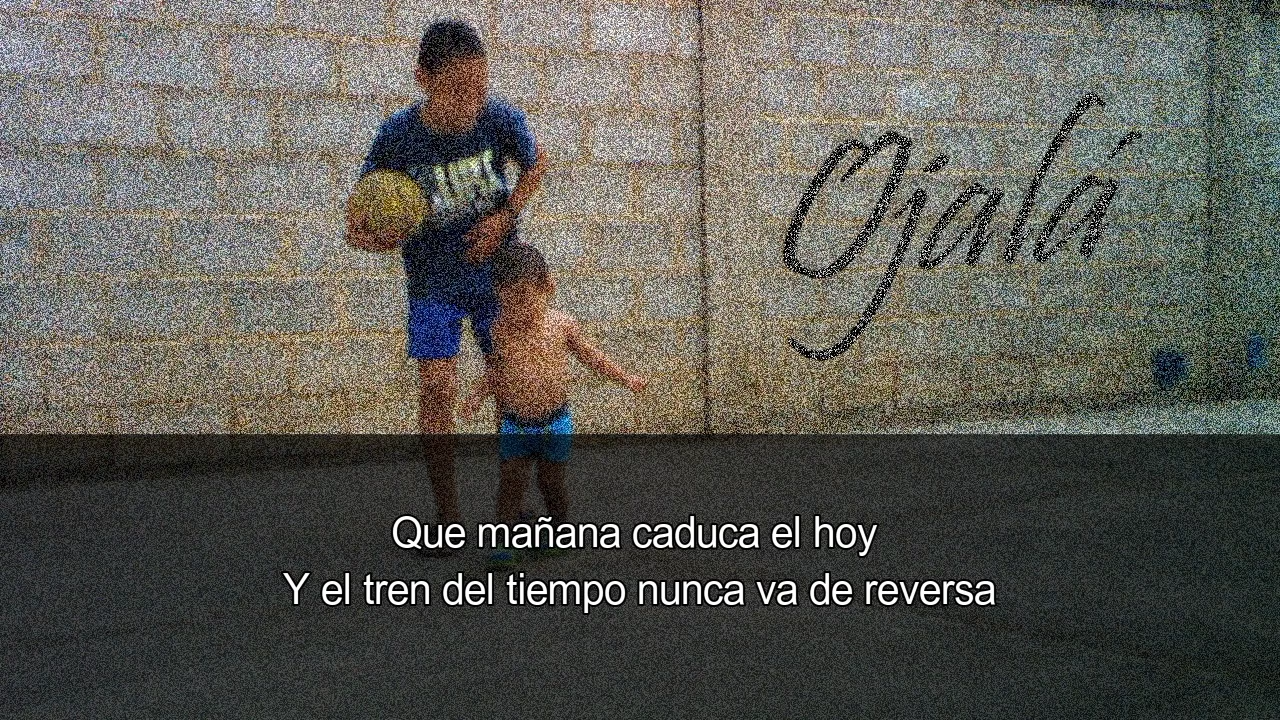 Ojalá
Que mañana caduca el hoy
Y el tren del tiempo nunca va de reversa